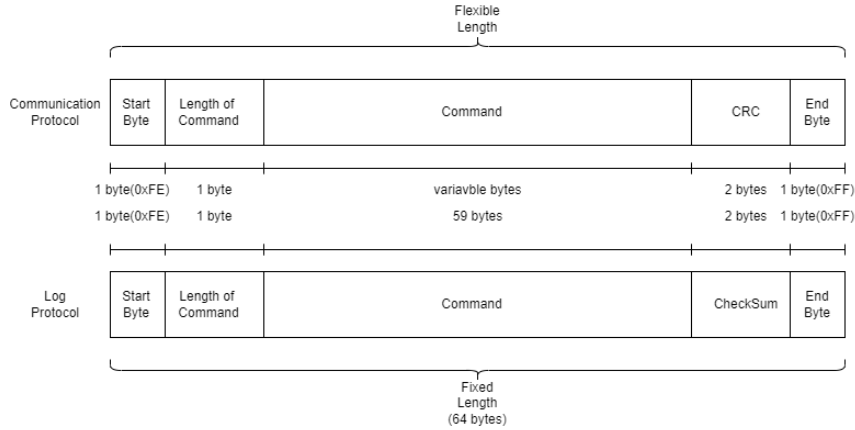 Flexible
Length
Communication
Protocol
Start
Byte
Length of
Command
Command
CRC
End
Byte
1 byte(0xFE)
1 byte
variavble bytes
2 bytes
1 byte(0xFF)
1 byte(0xFE)
1 byte
59 bytes
2 bytes
1 byte(0xFF)
Log
Protocol
Start
Byte
Length of
Command
Command
CheckSum
End
Byte
Fixed
Length
(64 bytes)